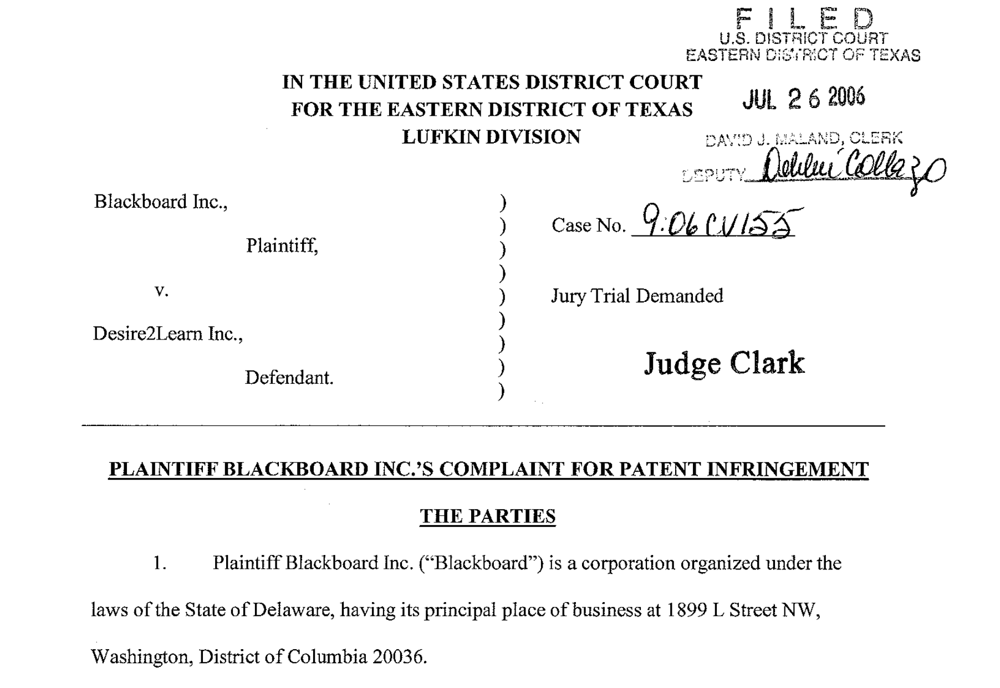 F I L E D
U.S. DISTRICT COURT
EASTERN DISTRICT OF TEXAS
IN THE UNITED STATES DISTRICT COURT
FOR THE EASTERN DISTRICT OF TEXAS
LUFKIN DIVISION
JUL 26 2006
DAVID J. MALAND, CLERK
DEPUTY Debbie Collazo
Blackboard Inc.,
Plaintiff,
v.
Desire2Learn Inc.,
Defendant.
)
)
)
)
)
)
)
)
)
Case No. 9:06CV155
Jury Trial Demanded
Judge Clark
PLAINTIFF BLACKBOARD INC.'S COMPLAINT FOR PATENT INFRINGEMENT
THE PARTIES
1. Plaintiff Blackboard Inc. (“Blackboard”) is a corporation organized under the
laws of the State of Delaware, having its principal place of business at 1899 L Street NW,
Washington, District of Columbia 20036.